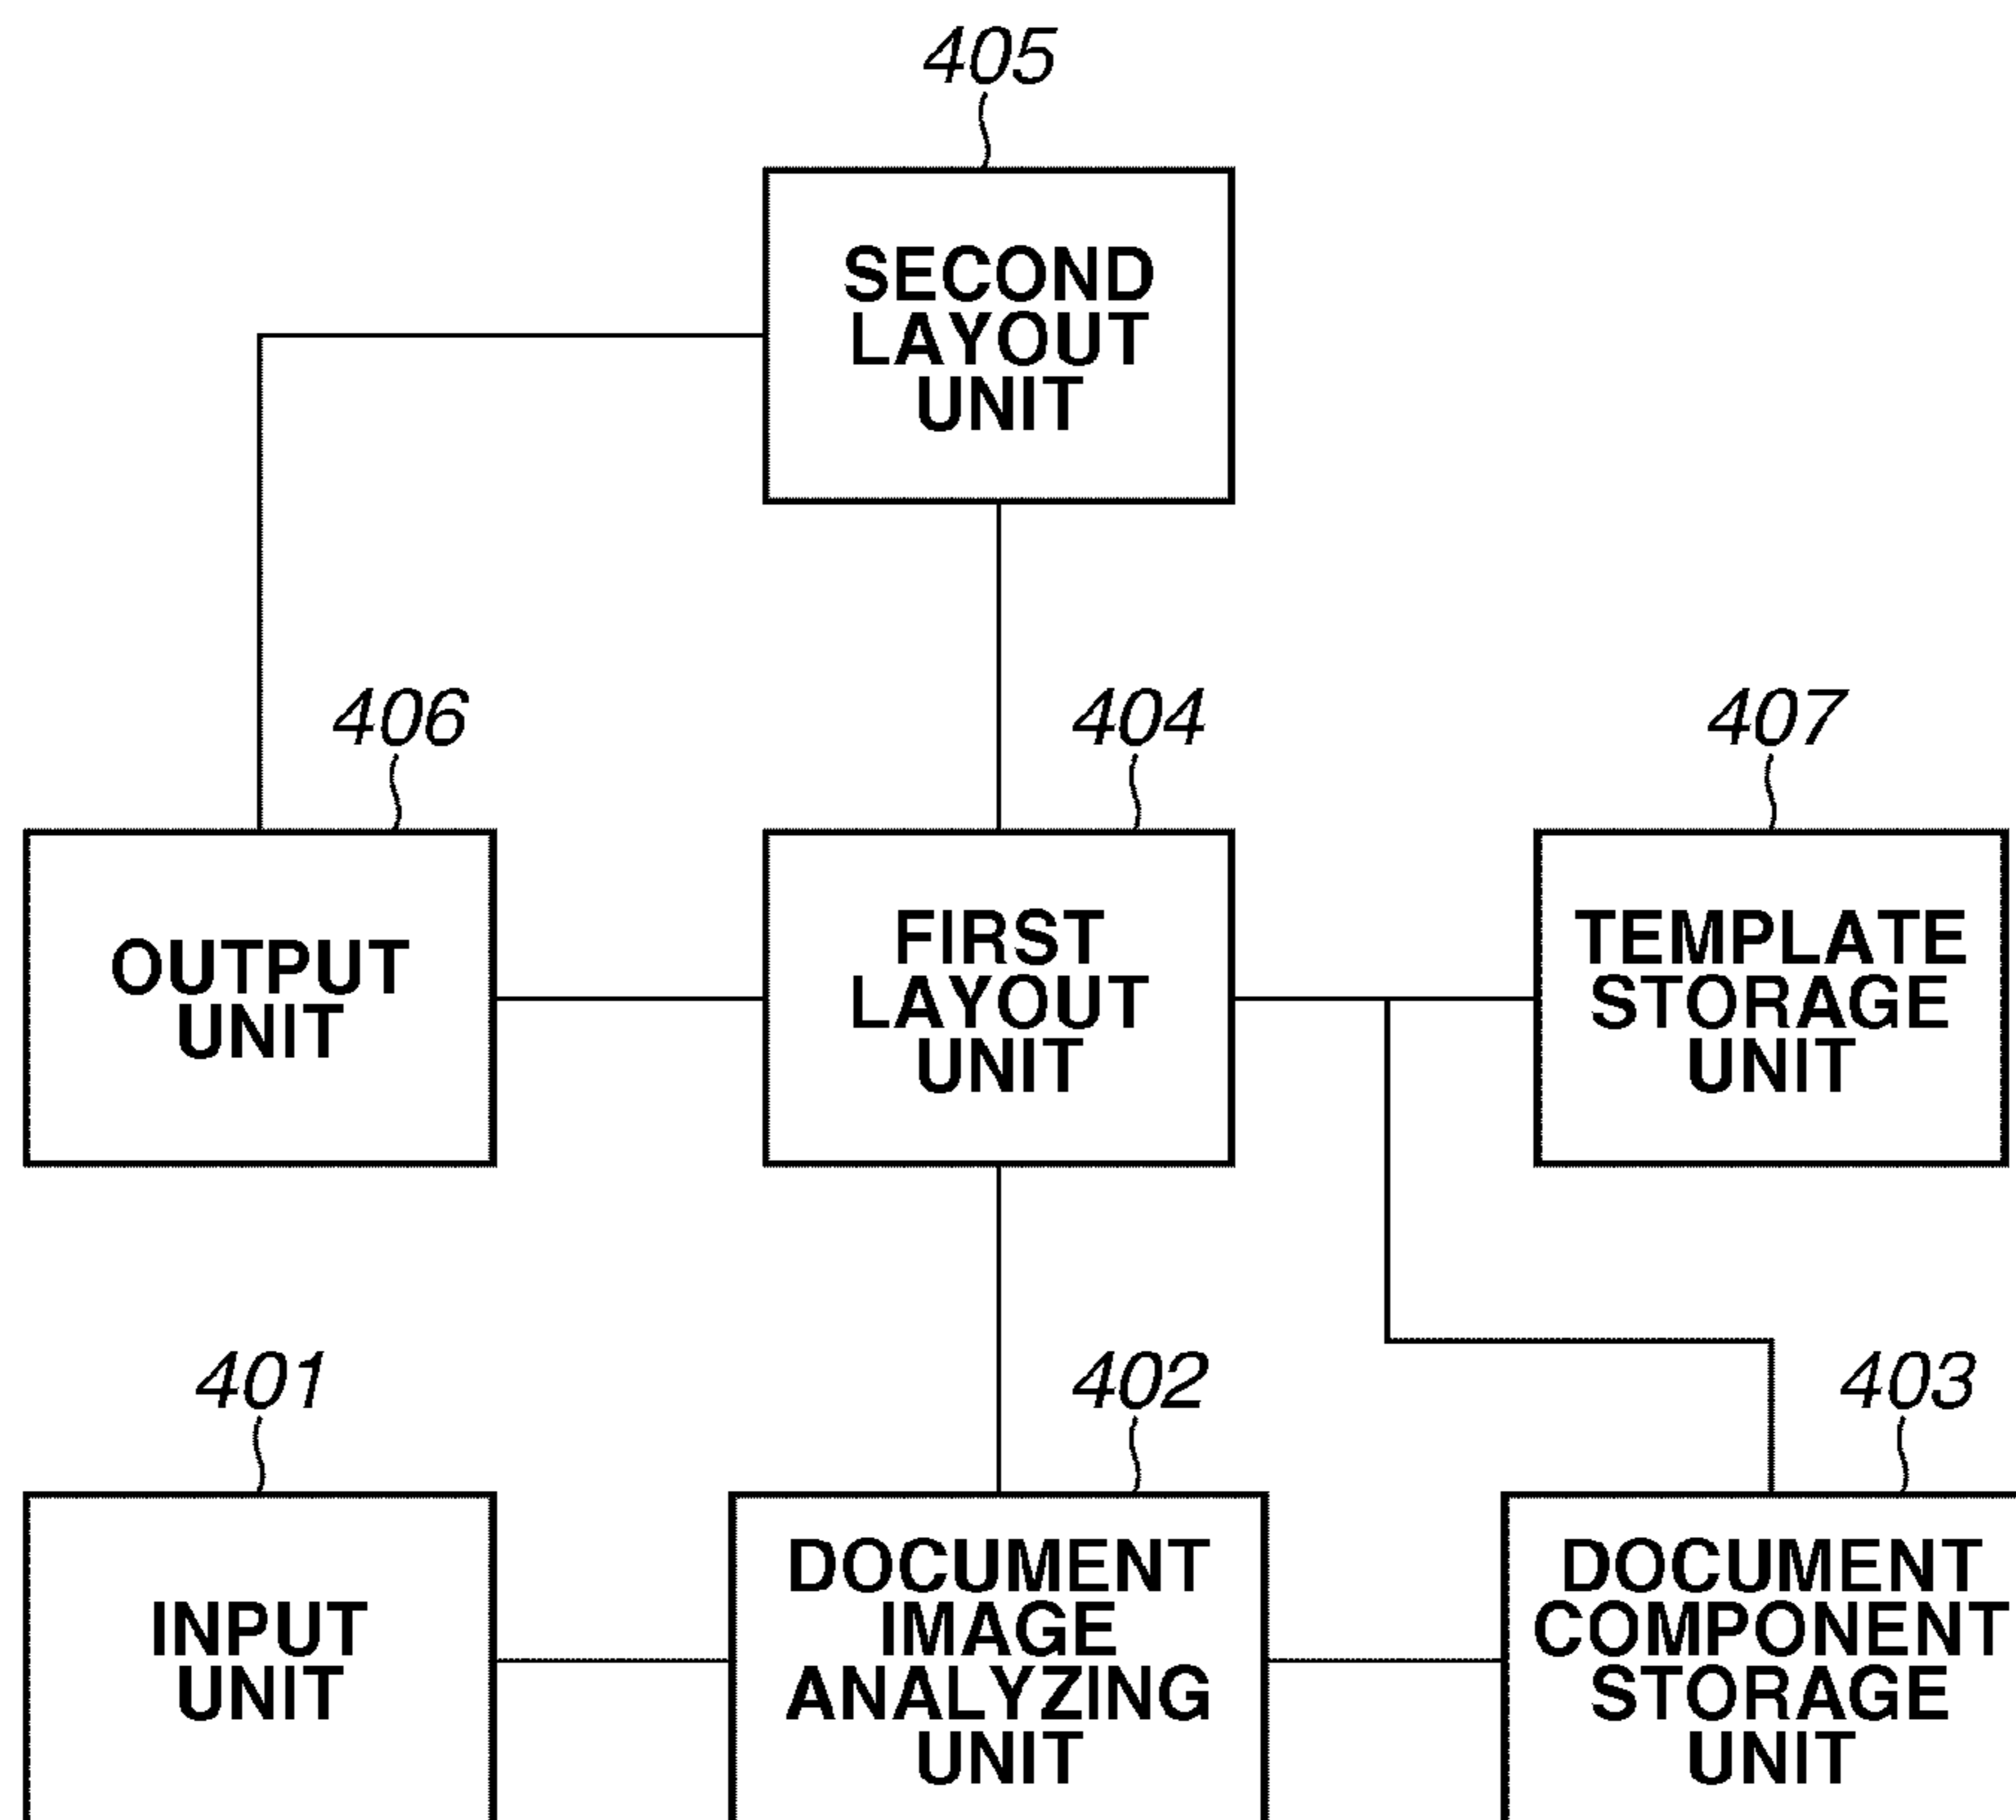 405
SECOND
LAYOUT
UNIT
406
404
407
OUTPUT
UNIT
FIRST
LAYOUT
UNIT
TEMPLATE
STORAGE
UNIT
401
402
403
INPUT
UNIT
DOCUMENT
IMAGE
ANALYZING
UNIT
DOCUMENT
COMPONENT
STORAGE
UNIT